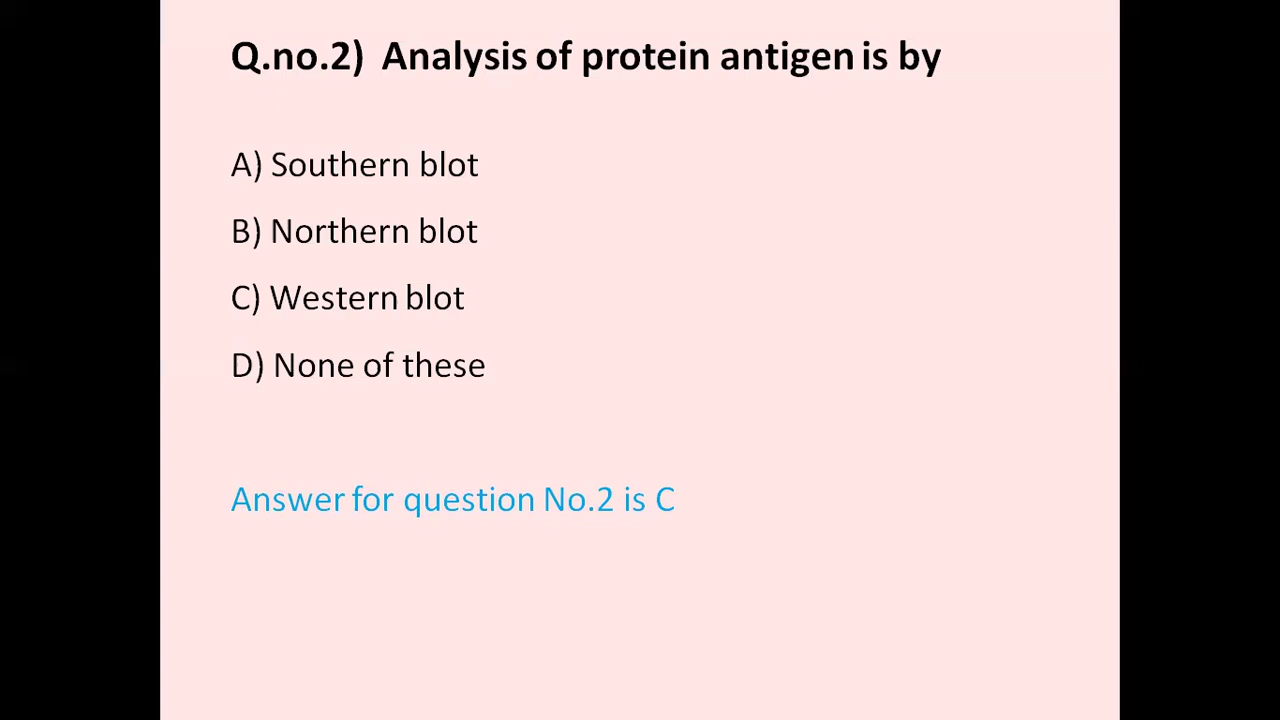 Q.no.2) Analysis of protein antigen is by
A) Southern blot
B) Northern blot
C) Western blot
D) None of these
Answer for question No.2 is C